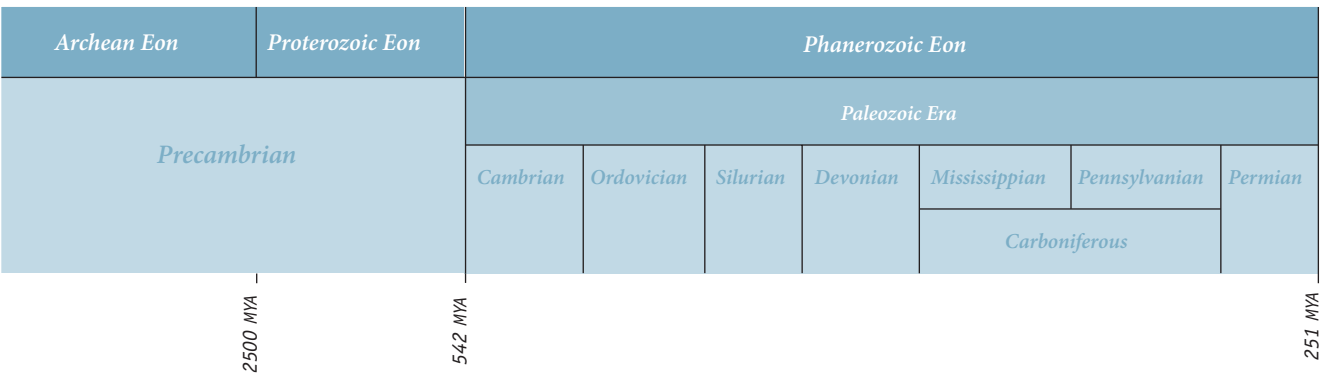 Archean Eon
Proterozoic Eon
Phanerozoic Eon
Paleozoic Era
Precambrian
Cambrian
Ordovician
Silurian
Devonian
Mississippian
Pennsylvanian
Permian
Carboniferous
2500 MYA
542 MYA
251 MYA